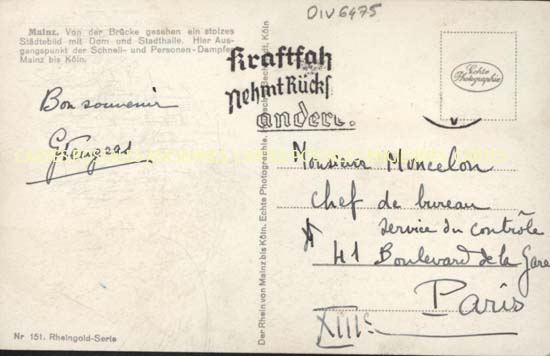 OIV6475
Mainz. Von der Brücke gesehen ein stolzes
Städtebild mit Dom und Stadthalle. Hier Aus-
gangspunkt der Schnell- und Personen-Dampfer
Mainz bis Köln.
Kraftfah
Nehmt Rücks
andere.
Echte
Photographie
Bon souvenir
Der Rhein von Mainz bis Köln. Echte Photographie.
Köln
Monsieur Moncelon
Chef de bureau
Service du contrôle
41 Boulevard de la Gare
Paris
XIIIe
Nr 151. Rheingold-Serie